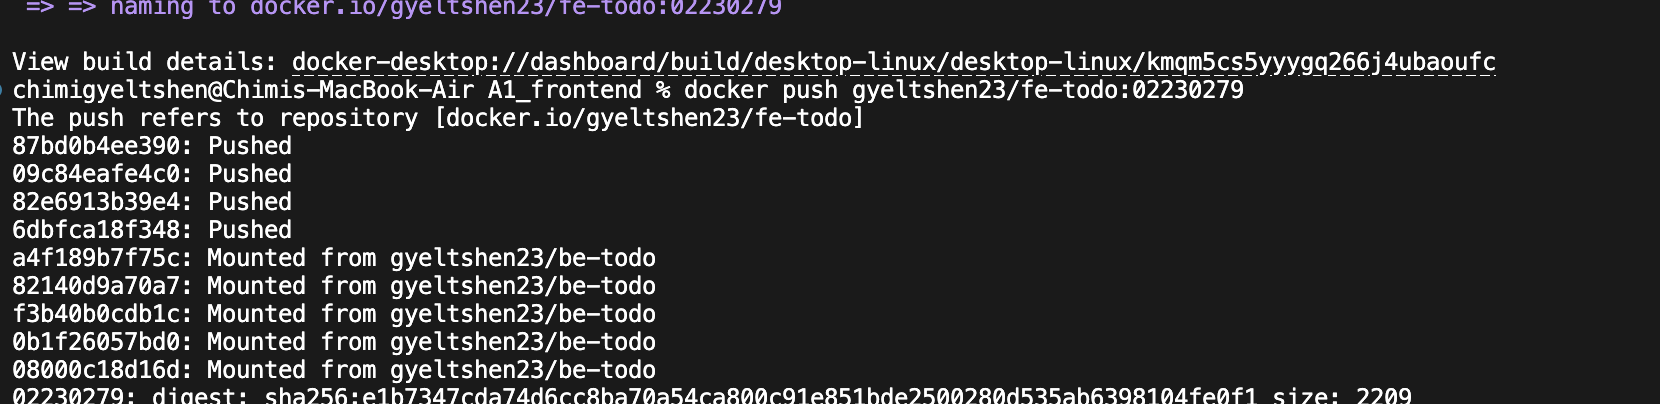 => => naming to docker.io/gyeltshen23/fe-todo:02230279
View build details: docker-desktop://dashboard/build/desktop-linux/desktop-linux/kmqm5cs5yyygq266j4ubaoufc
chimigyeltshen@Chimis-MacBook-Air A1_frontend % docker push gyeltshen23/fe-todo:02230279
The push refers to repository [docker.io/gyeltshen23/fe-todo]
87bd0b4ee390: Pushed
09c84eafe4c0: Pushed
82e6913b39e4: Pushed
6dbfca18f348: Pushed
a4f189b7f75c: Mounted from gyeltshen23/be-todo
82140d9a70a7: Mounted from gyeltshen23/be-todo
f3b40b0cdb1c: Mounted from gyeltshen23/be-todo
0b1f26057bd0: Mounted from gyeltshen23/be-todo
08000c18d16d: Mounted from gyeltshen23/be-todo
02230279: digest: sha256:e1b7347cda74d6cc8ba70a54ca800c91e851bde2500280d535ab6398104fe0f1 size: 2209